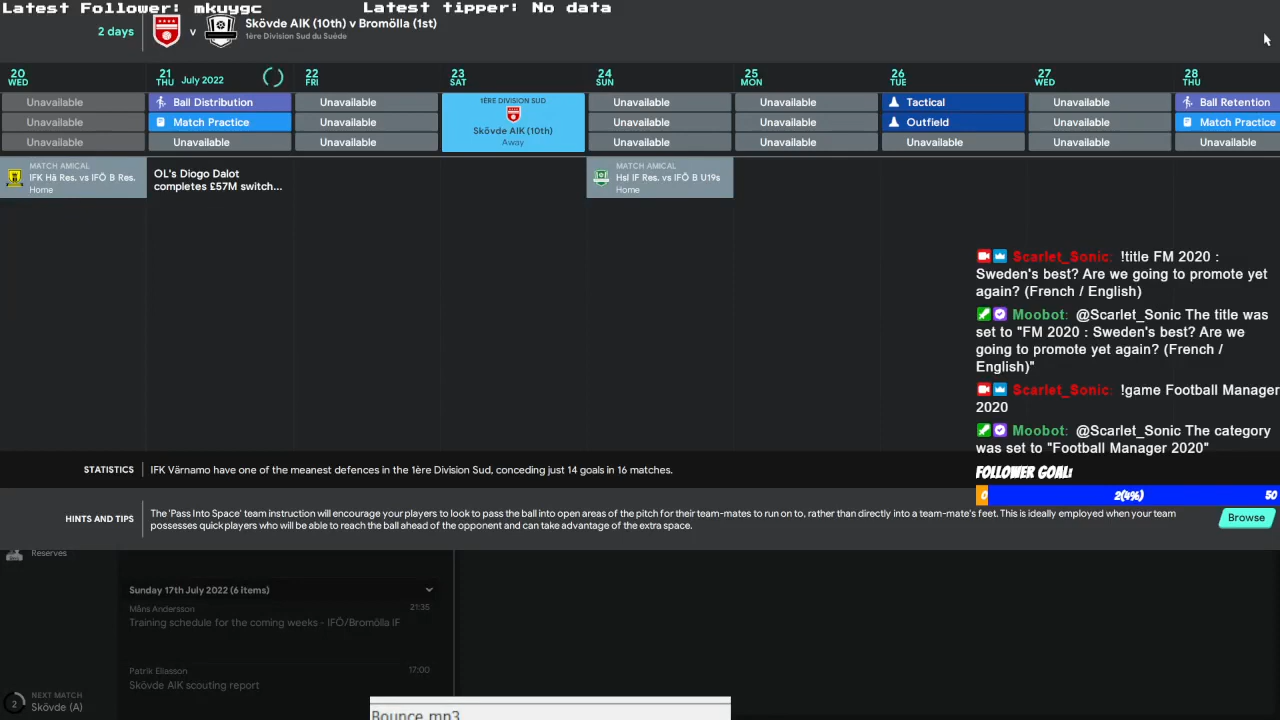 Latest Follower: mkuygc
Latest tipper: No data
2 days
v
Skövde AIK (10th) v Bromölla (1st)
1ère Division Sud du Suède
20
WED
21
THU July 2022
22
FRI
23
SAT
24
SUN
25
MON
26
TUE
27
WED
28
THU
Unavailable
Ball Distribution
Unavailable
1ÈRE DIVISION SUD
Unavailable
Unavailable
Tactical
Unavailable
Ball Retention
Unavailable
Match Practice
Unavailable
Skövde AIK (10th)
Unavailable
Unavailable
Outfield
Unavailable
Match Practice
Unavailable
Unavailable
Unavailable
Away
Unavailable
Unavailable
Unavailable
Unavailable
Unavailable
MATCH AMICAL
IFK Hä Res. vs IFÖ B Res.
Home
OL's Diogo Dalot
completes £57M switch...
MATCH AMICAL
Hsl IF Res. vs IFÖ B U19s
Home
Scarlet_Sonic: !title FM 2020 :
Sweden's best? Are we going to promote yet
again? (French / English)
Moobot: @Scarlet_Sonic The title was
set to "FM 2020 : Sweden's best? Are we
going to promote yet again? (French /
English)"
Scarlet_Sonic: !game Football Manager
2020
Moobot: @Scarlet_Sonic The category
was set to "Football Manager 2020"
FOLLOWER GOAL:
0
2(4%)
50
STATISTICS
IFK Värnamo have one of the meanest defences in the 1ère Division Sud, conceding just 14 goals in 16 matches.
HINTS AND TIPS
The 'Pass Into Space' team instruction will encourage your players to look to pass the ball into open areas of the pitch for their team-mates to run on to, rather than directly into a team-mate's feet. This is ideally employed when your team
possesses quick players who will be able to reach the ball ahead of the opponent and can take advantage of the extra space.
Browse
Reserves
Sunday 17th July 2022 (6 items)
Måns Andersson
21:35
Training schedule for the coming weeks - IFÖ/Bromölla IF
Patrik Eliasson
17:00
Skövde AIK scouting report
2
NEXT MATCH
Skövde (A)
Bounce.mp3